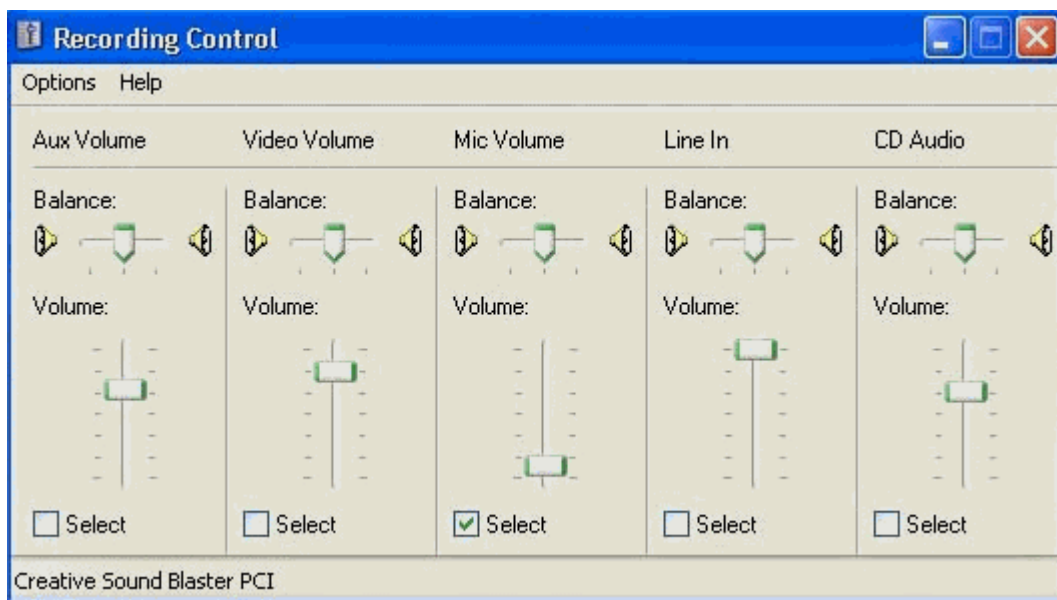 Recording Control
Options Help
Aux Volume Video Volume Mic Volume Line In CD Audio
Balance: Balance: Balance: Balance: Balance:
Volume: Volume: Volume: Volume: Volume:
Select Select Select Select Select
Creative Sound Blaster PCI